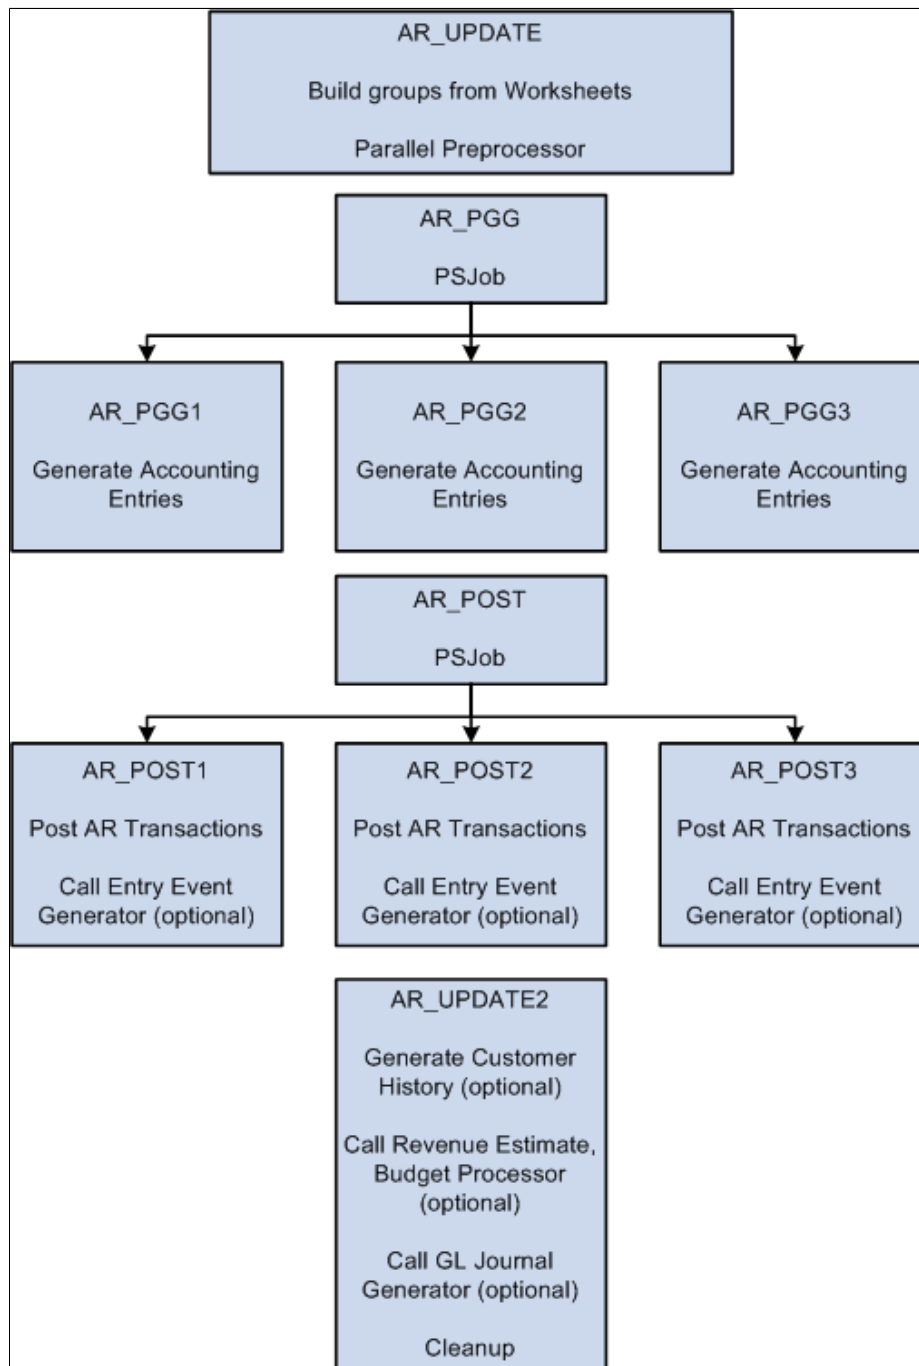 AR_UPDATE
Build groups from Worksheets
Parallel Preprocessor
AR_PGG
PSJob
AR_PGG1
Generate Accounting
Entries
AR_PGG2
Generate Accounting
Entries
AR_PGG3
Generate Accounting
Entries
AR_POST
PSJob
AR_POST1
Post AR Transactions
Call Entry Event
Generator (optional)
AR_POST2
Post AR Transactions
Call Entry Event
Generator (optional)
AR_POST3
Post AR Transactions
Call Entry Event
Generator (optional)
AR_UPDATE2
Generate Customer
History (optional)
Call Revenue Estimate,
Budget Processor
(optional)
Call GL Journal
Generator (optional)
Cleanup